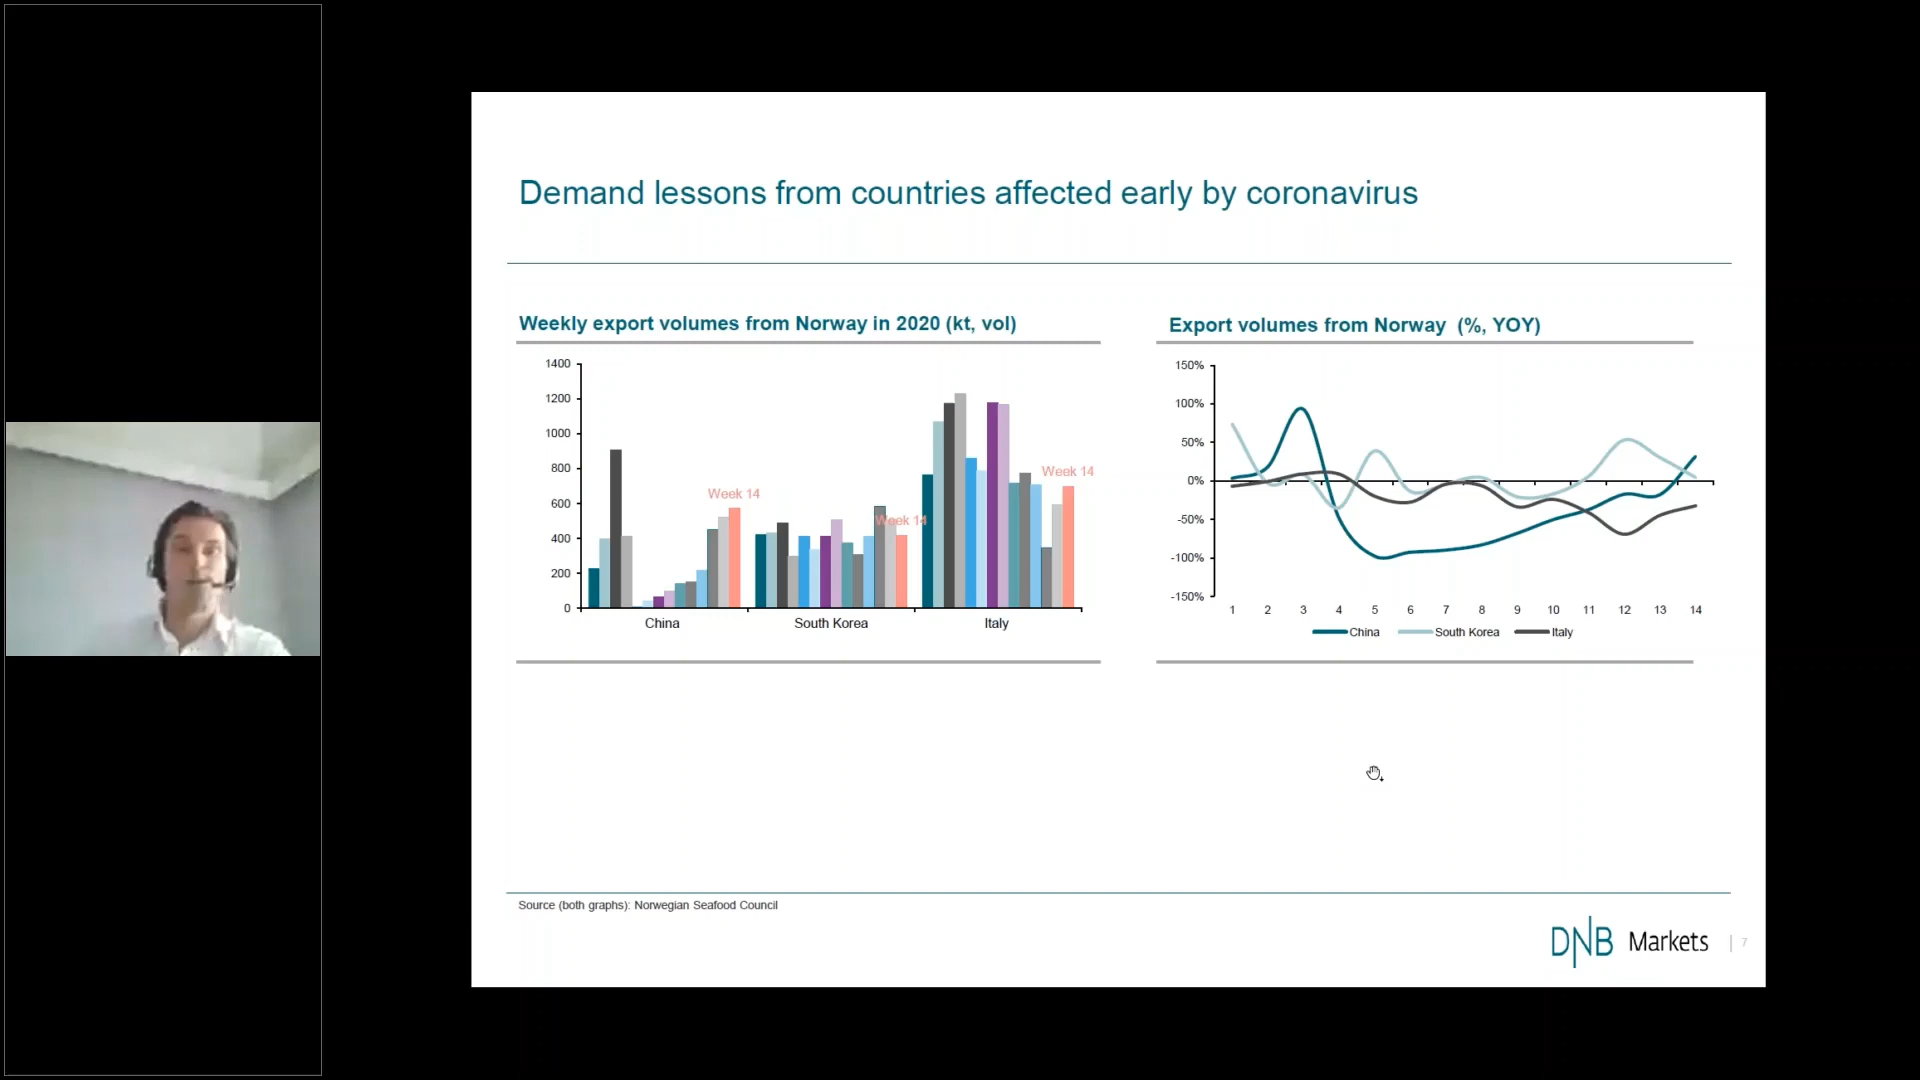 Demand lessons from countries affected early by coronavirus
Weekly export volumes from Norway in 2020 (kt, vol)
1400
1200
1000
800
600
400
200
0
Week 14
Week 14
Week 14
China
South Korea
Italy
Export volumes from Norway (%, YOY)
150%
100%
50%
0%
-50%
-100%
-150%
1 2 3 4 5 6 7 8 9 10 11 12 13 14
China South Korea Italy
Source (both graphs): Norwegian Seafood Council
DNB Markets | 7